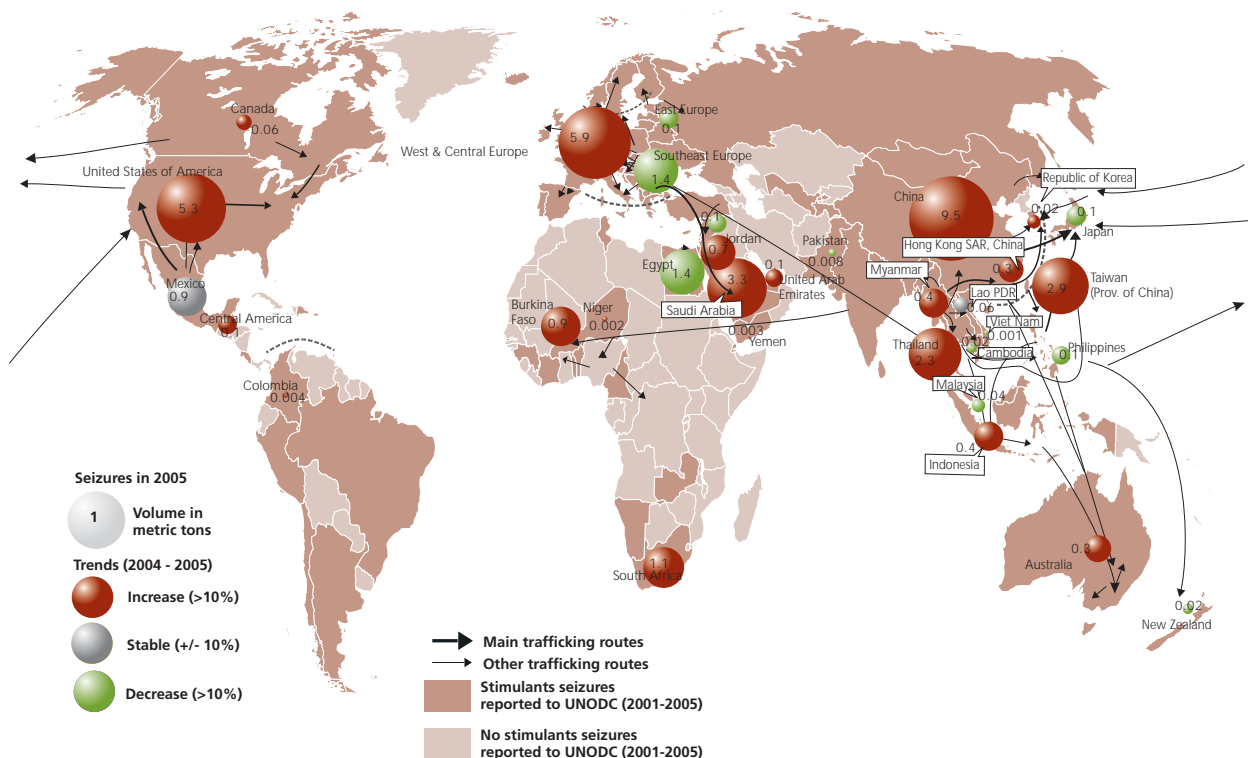 Canada
0.06
United States of America
5.3
Mexico
0.9
Central America
Colombia
0.004
West & Central Europe
5.9
East Europe
0.1
Southeast Europe
1.4
0.1
Jordan
0.7
Egypt
1.4
3.3
Saudi Arabia
0.1
United Arab
Emirates
Pakistan
0.008
0.003
Yemen
Burkina
Faso
0.9
Niger
0.002
South Africa
1.1
China
9.5
Republic of Korea
0.02
0.1
Japan
Hong Kong SAR, China
0.3
Myanmar
0.4
Lao PDR
0.06
Taiwan
(Prov. of China)
2.9
Viet Nam
0.001
Thailand
2.3
0.02
Cambodia
Philippines
Malaysia
0.04
0.4
Indonesia
0.3
Australia
0.02
New Zealand
Seizures in 2005
1
Volume in
metric tons
Trends (2004 - 2005)
Increase (>10%)
Stable (+/- 10%)
Decrease (>10%)
Main trafficking routes
Other trafficking routes
Stimulants seizures
reported to UNODC (2001-2005)
No stimulants seizures
reported to UNODC (2001-2005)